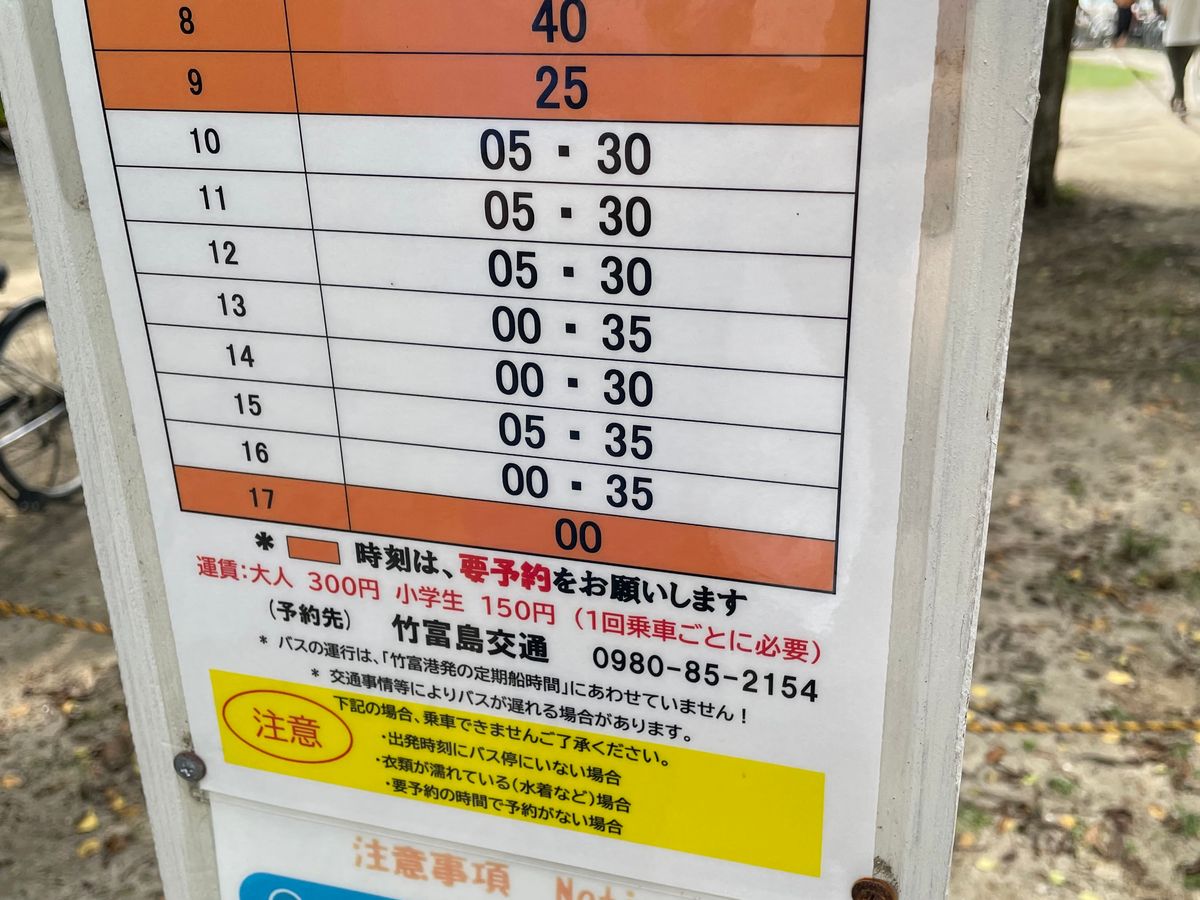 8 40
9 25
10 05・30
11 05・30
12 05・30
13 00・35
14 00・30
15 05・35
16 00・35
17 00
* 時刻は、要予約をお願いします
運賃:大人 300円 小学生 150円 (1回乗車ごとに必要)
(予約先) 竹富島交通 0980-85-2154
* バスの運行は、「竹富港発の定期船時間」にあわせていません!
* 交通事情等によりバスが遅れる場合があります。
注意
下記の場合、乗車できませんご了承ください。
・出発時刻にバス停にいない場合
・衣類が濡れている(水着など)場合
・要予約の時間で予約がない場合
注意事項